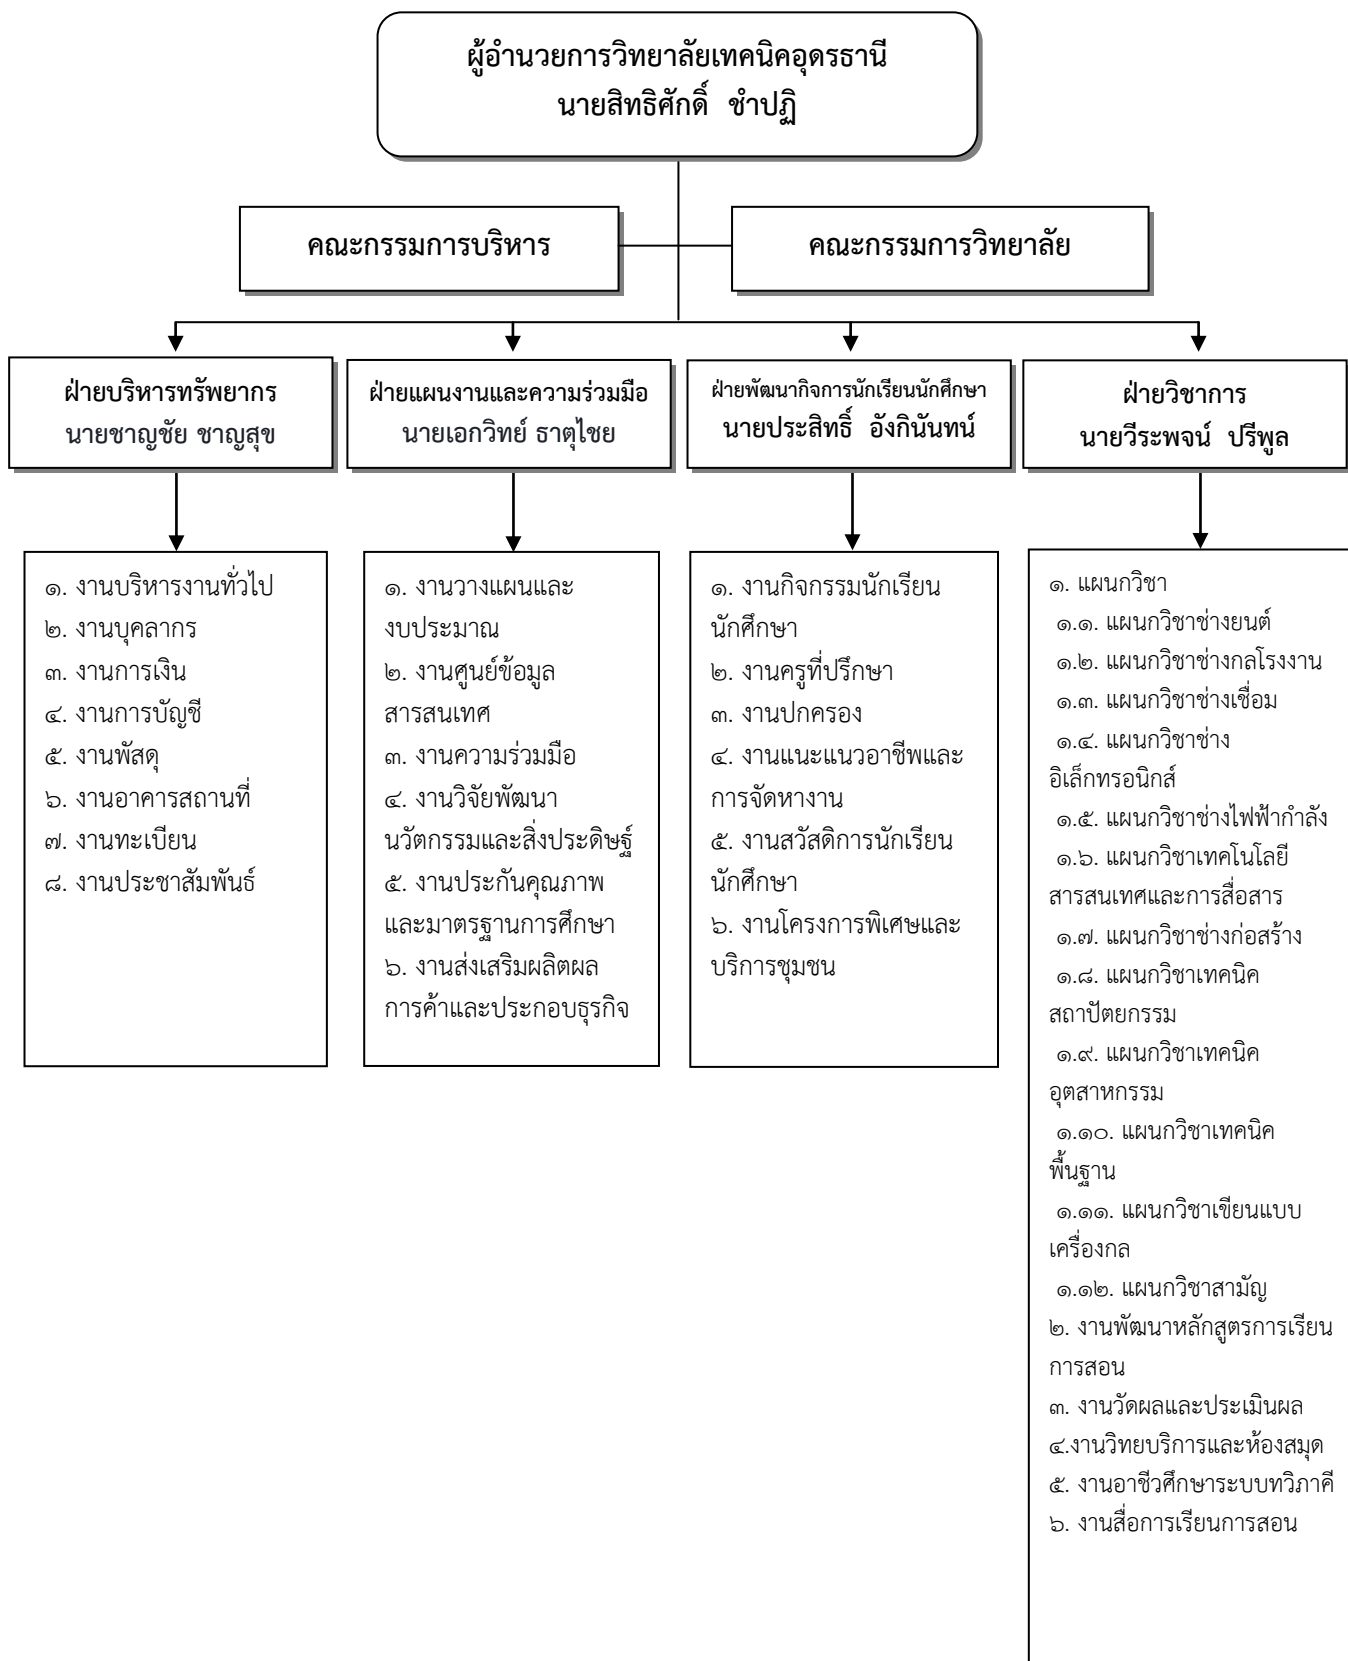 ผู้อำนวยการวิทยาลัยเทคนิคอุดรธานี
นายสิทธิศักดิ์ ชำปฏิ
คณะกรรมการบริหาร
คณะกรรมการวิทยาลัย
ฝ่ายบริหารทรัพยากร
นายชาญชัย ชาญสุข
ฝ่ายแผนงานและความร่วมมือ
นายเอกวิทย์ ธาตุไชย
ฝ่ายพัฒนากิจการนักเรียนนักศึกษา
นายประสิทธิ์ อังกินันทน์
ฝ่ายวิชาการ
นายวีระพจน์ ปรีพูล
๑. งานบริหารงานทั่วไป
๒. งานบุคลากร
๓. งานการเงิน
๔. งานการบัญชี
๕. งานพัสดุ
๖. งานอาคารสถานที่
๗. งานทะเบียน
๘. งานประชาสัมพันธ์
๑. งานวางแผนและ
งบประมาณ
๒. งานศูนย์ข้อมูล
สารสนเทศ
๓. งานความร่วมมือ
๔. งานวิจัยพัฒนา
นวัตกรรมและสิ่งประดิษฐ์
๕. งานประกันคุณภาพ
และมาตรฐานการศึกษา
๖. งานส่งเสริมผลิตผล
การค้าและประกอบธุรกิจ
๑. งานกิจกรรมนักเรียน
นักศึกษา
๒. งานครูที่ปรึกษา
๓. งานปกครอง
๔. งานแนะแนวอาชีพและ
การจัดหางาน
๕. งานสวัสดิการนักเรียน
นักศึกษา
๖. งานโครงการพิเศษและ
บริการชุมชน
๑. แผนกวิชา
๑.๑. แผนกวิชาช่างยนต์
๑.๒. แผนกวิชาช่างกลโรงงาน
๑.๓. แผนกวิชาช่างเชื่อม
๑.๔. แผนกวิชาช่าง
อิเล็กทรอนิกส์
๑.๕. แผนกวิชาช่างไฟฟ้ากำลัง
๑.๖. แผนกวิชาเทคโนโลยี
สารสนเทศและการสื่อสาร
๑.๗. แผนกวิชาช่างก่อสร้าง
๑.๘. แผนกวิชาเทคนิค
สถาปัตยกรรม
๑.๙. แผนกวิชาเทคนิค
อุตสาหกรรม
๑.๑๐. แผนกวิชาเทคนิค
พื้นฐาน
๑.๑๑. แผนกวิชาเขียนแบบ
เครื่องกล
๑.๑๒. แผนกวิชาสามัญ
๒. งานพัฒนาหลักสูตรการเรียน
การสอน
๓. งานวัดผลและประเมินผล
๔.งานวิทยบริการและห้องสมุด
๕. งานอาชีวศึกษาระบบทวิภาคี
๖. งานสื่อการเรียนการสอน